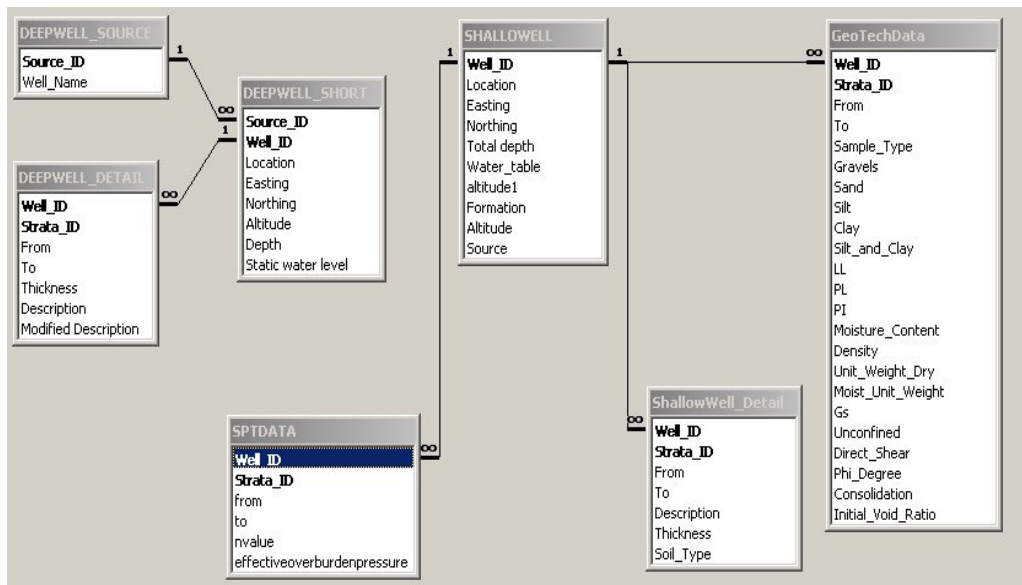 DEEPWELL_SOURCE
Source_ID
Well_Name
1
∞
1
∞
DEEPWELL_SHORT
Source_ID
Well_ID
Location
Easting
Northing
Altitude
Depth
Static water level
DEEPWELL_DETAIL
Well_ID
Strata_ID
From
To
Thickness
Description
Modified Description
SHALLOWELL
Well_ID
Location
Easting
Northing
Total depth
Water_table
altitude1
Formation
Altitude
Source
1
1
∞
∞
∞
GeoTechData
Well_ID
Strata_ID
From
To
Sample_Type
Gravels
Sand
Silt
Clay
Silt_and_Clay
LL
PL
PI
Moisture_Content
Density
Unit_Weight_Dry
Moist_Unit_Weight
Gs
Unconfined
Direct_Shear
Phi_Degree
Consolidation
Initial_Void_Ratio
SPTDATA
Well_ID
Strata_ID
from
to
nvalue
effectiveoverburdenpressure
ShallowWell_Detail
Well_ID
Strata_ID
From
To
Description
Thickness
Soil_Type